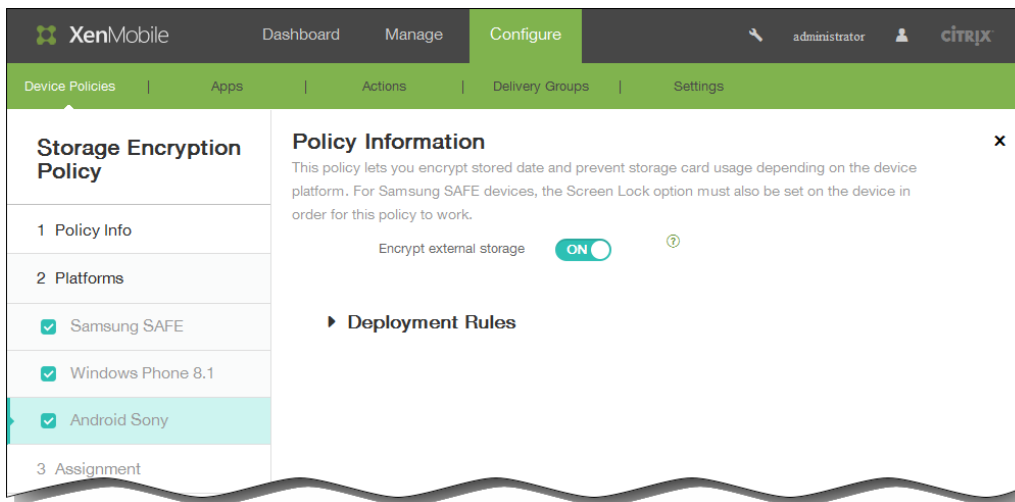 XenMobile Dashboard Manage Configure administrator CİTRIX
Device Policies | Apps | Actions | Delivery Groups | Settings
Storage Encryption
Policy
1 Policy Info
2 Platforms
Samsung SAFE
Windows Phone 8.1
Android Sony
3 Assignment
Policy Information
This policy lets you encrypt stored date and prevent storage card usage depending on the device
platform. For Samsung SAFE devices, the Screen Lock option must also be set on the device in
order for this policy to work.
Encrypt external storage ON ?
Deployment Rules